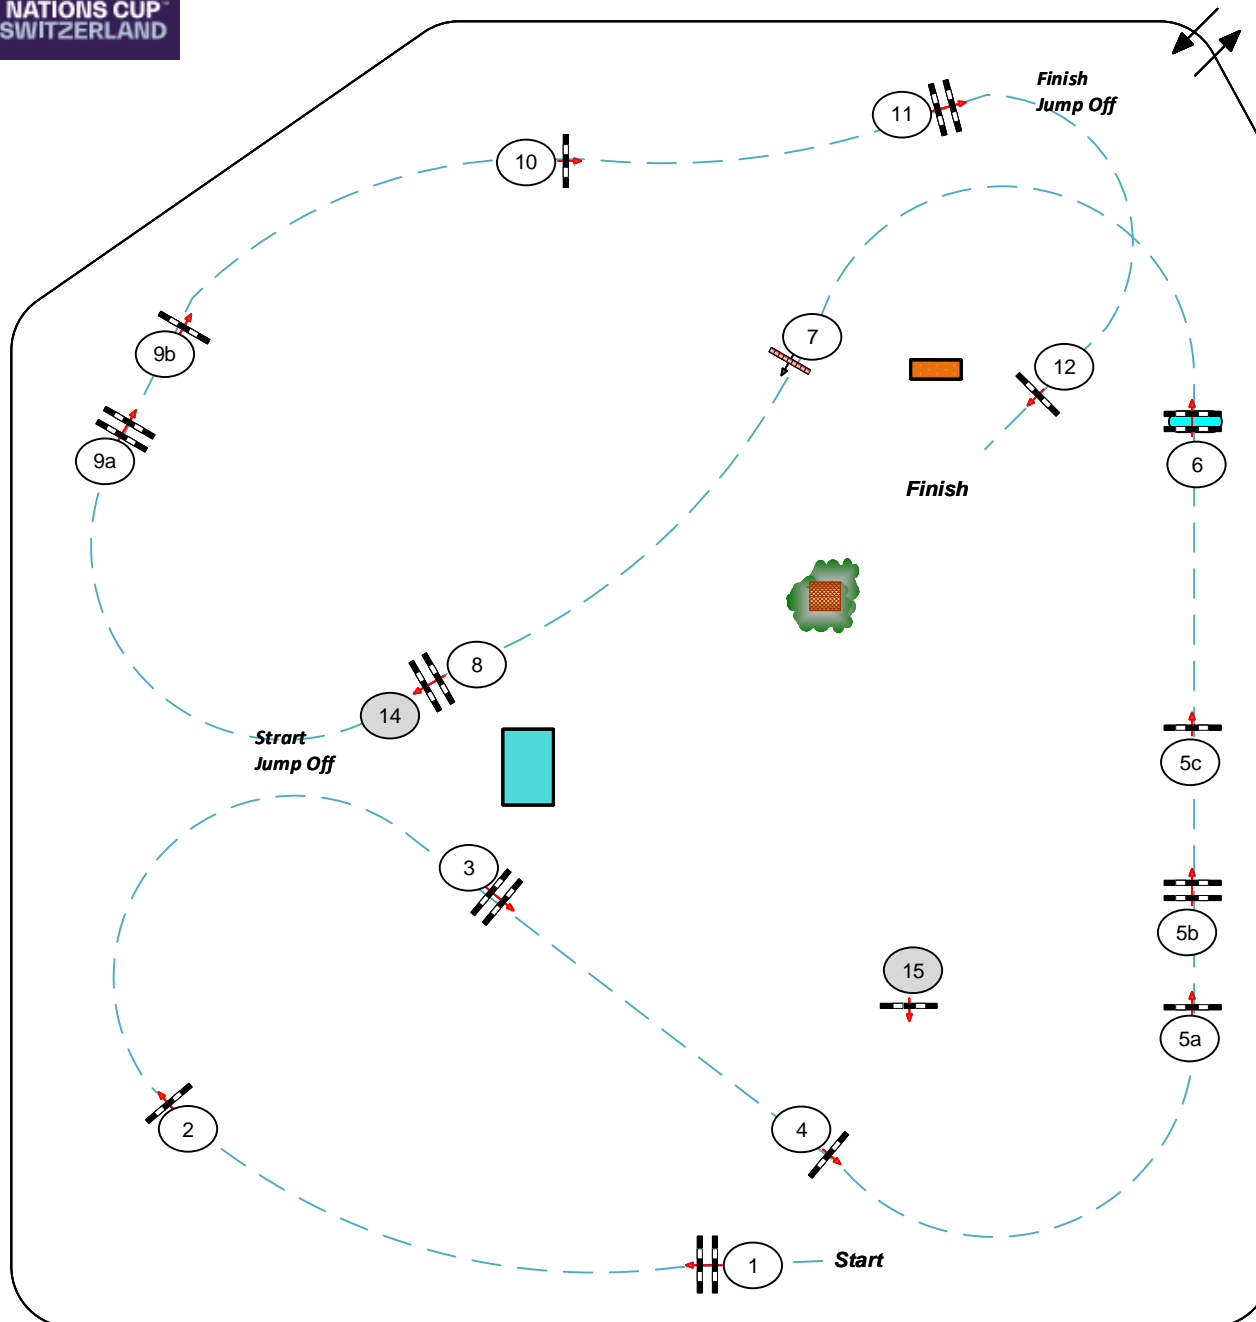 NATIONS CUP
SWITZERLAND
Finish
Jump Off
11
10
7
9b
12
9a
6
Finish
8
14
Strart
Jump Off
5c
3
5b
15
5a
4
2
1
Start